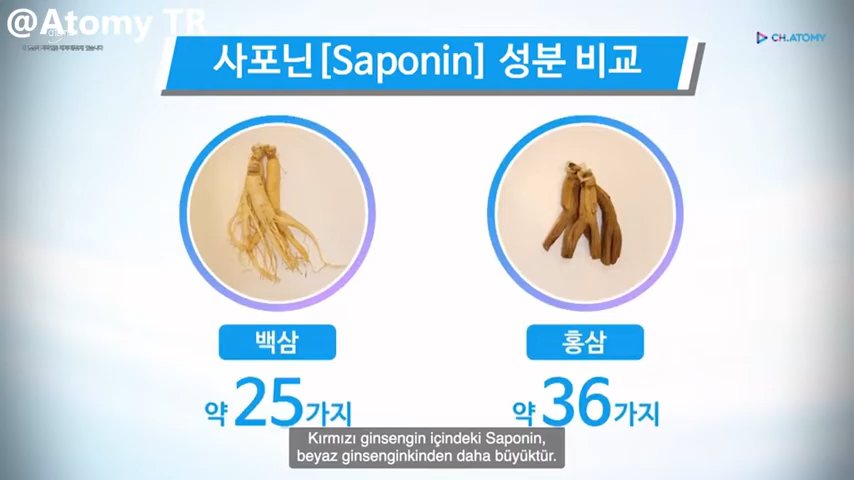 @Atomy TR
CH.ATOMY
사포닌[Saponin] 성분 비교
백삼
홍삼
약 25가지
약 36가지
Kırmızı ginsengin içindeki Saponin,
beyaz ginsenginkinden daha büyüktür.